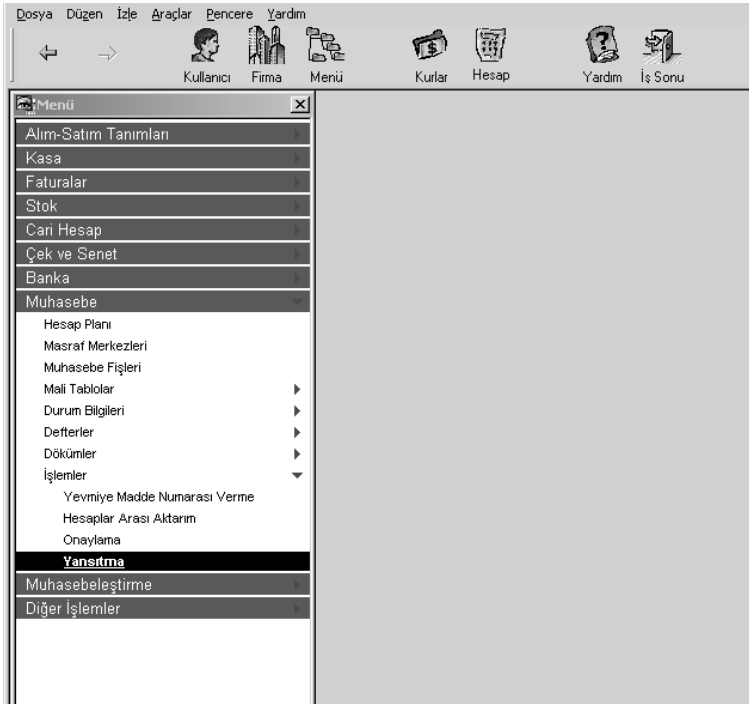 Dosya Düzen İzle Araçlar Pencere Yardım
Kullanıcı Firma Menü Kurlar Hesap Yardım İş Sonu
Menü
Alım-Satım Tanımları
Kasa
Faturalar
Stok
Cari Hesap
Çek ve Senet
Banka
Muhasebe
Hesap Planı
Masraf Merkezleri
Muhasebe Fişleri
Mali Tablolar
Durum Bilgileri
Defterler
Dökümler
İşlemler
Yevmiye Madde Numarası Verme
Hesaplar Arası Aktarım
Onaylama
Yansıtma
Muhasebeleştirme
Diğer İşlemler